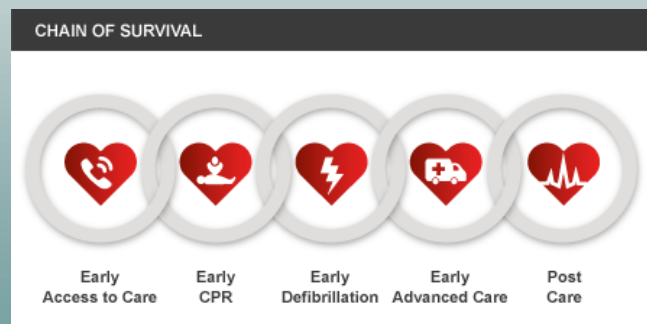 CHAIN OF SURVIVAL
Early
Access to Care
Early
CPR
Early
Defibrillation
Early
Advanced Care
Post
Care